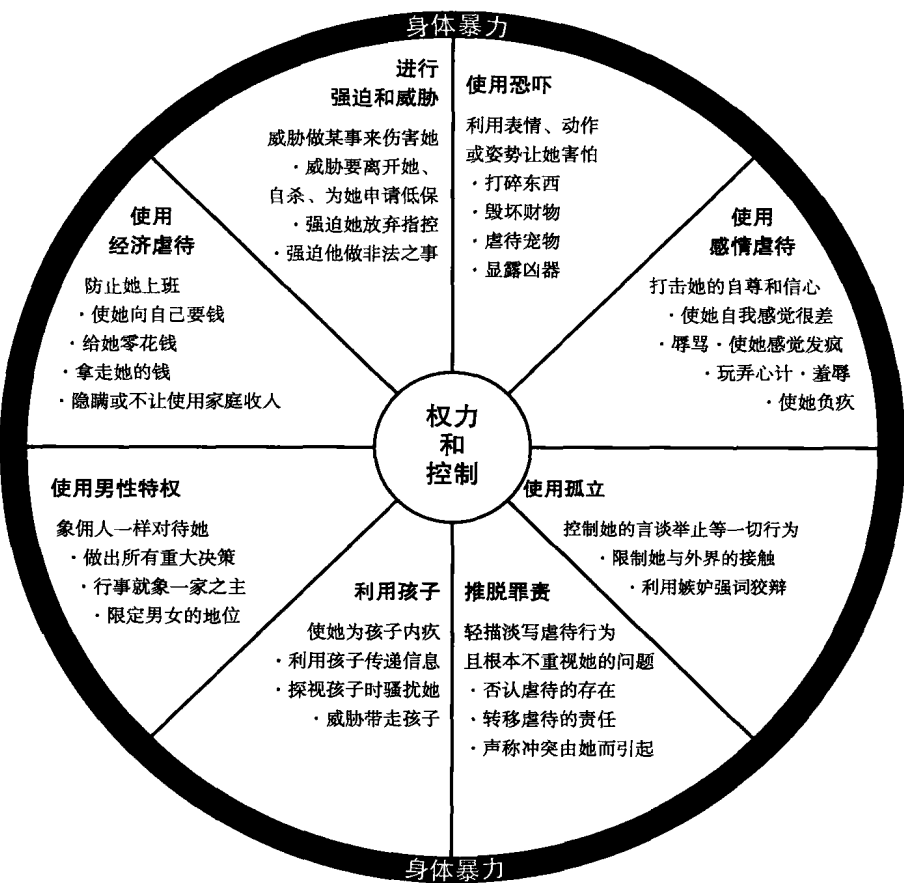 身体暴力
进行
强迫和威胁
威胁做某事来伤害她
·威胁要离开她、
自杀、为她申请低保
·强迫她放弃指控
·强迫他做非法之事
使用恐吓
利用表情、动作
或姿势让她害怕
·打碎东西
·毁坏财物
·虐待宠物
·显露凶器
使用
感情虐待
打击她的自尊和信心
·使她自我感觉很差
·辱骂·使她感觉发疯
·玩弄心计·羞辱
·使她负疚
使用孤立
控制她的言谈举止等一切行为
·限制她与外界的接触
·利用嫉妒强词狡辩
推脱罪责
轻描淡写虐待行为
且根本不重视她的问题
·否认虐待的存在
·转移虐待的责任
·声称冲突由她而引起
利用孩子
使她为孩子内疚
·利用孩子传递信息
·探视孩子时骚扰她
·威胁带走孩子
使用男性特权
象佣人一样对待她
·做出所有重大决策
·行事就象一家之主
·限定男女的地位
使用
经济虐待
防止她上班
·使她向自己要钱
·给她零花钱
·拿走她的钱
·隐瞒或不让使用家庭收人
权力
和
控制
身体暴力